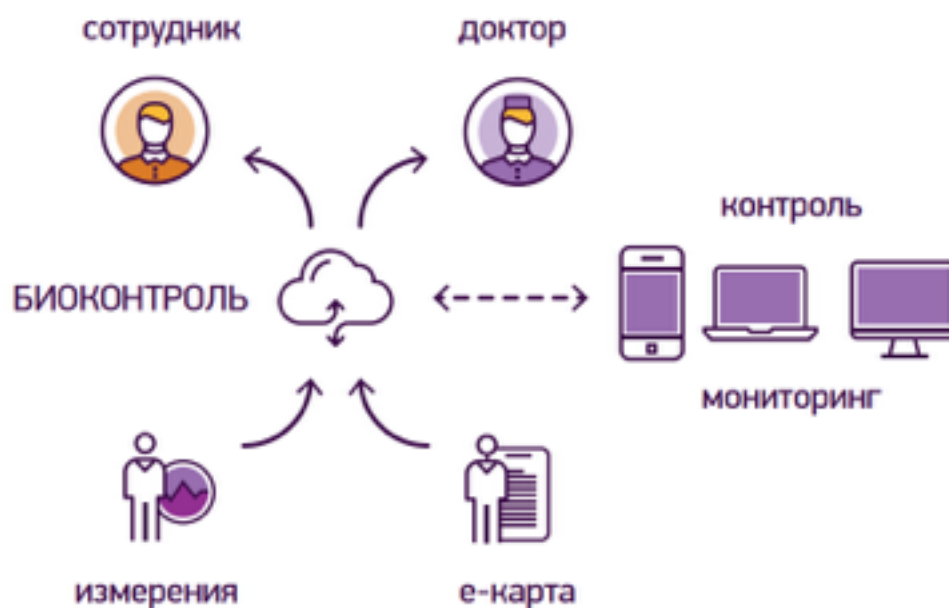 сотрудник
доктор
контроль
БИОКОНТРОЛЬ
мониторинг
измерения
е-карта